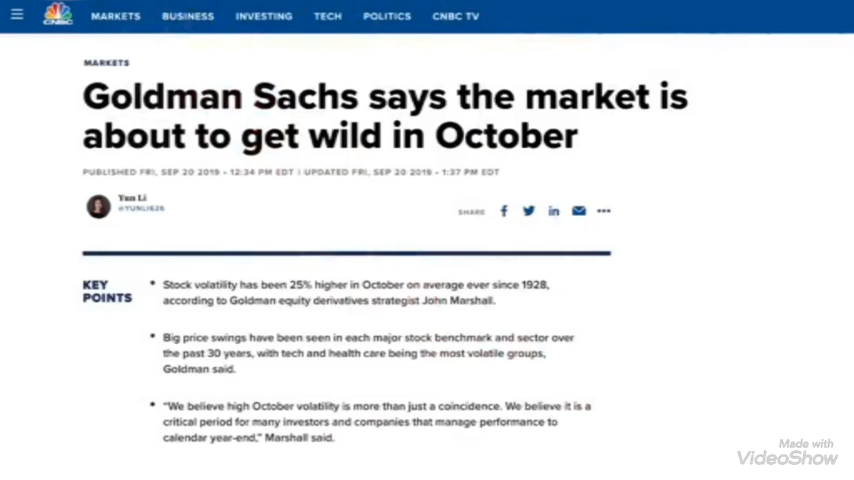 CNBC MARKETS BUSINESS INVESTING TECH POLITICS CNBC TV
MARKETS
Goldman Sachs says the market is
about to get wild in October
PUBLISHED FRI, SEP 20 2019 • 12:34 PM EDT | UPDATED FRI, SEP 20 2019 • 1:37 PM EDT
Yun Li
@YUNLI626
SHARE
KEY
POINTS
• Stock volatility has been 25% higher in October on average ever since 1928,
according to Goldman equity derivatives strategist John Marshall.
• Big price swings have been seen in each major stock benchmark and sector over
the past 30 years, with tech and health care being the most volatile groups,
Goldman said.
• “We believe high October volatility is more than just a coincidence. We believe it is a
critical period for many investors and companies that manage performance to
calendar year-end,” Marshall said.
Made with
VideoShow